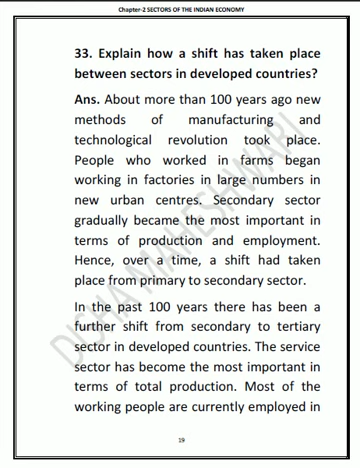 Chapter-2 SECTORS OF THE INDIAN ECONOMY
33. Explain how a shift has taken place
between sectors in developed countries?
Ans. About more than 100 years ago new
methods of manufacturing and
technological revolution took place.
People who worked in farms began
working in factories in large numbers in
new urban centres. Secondary sector
gradually became the most important in
terms of production and employment.
Hence, over a time, a shift had taken
place from primary to secondary sector.
In the past 100 years there has been a
further shift from secondary to tertiary
sector in developed countries. The service
sector has become the most important in
terms of total production. Most of the
working people are currently employed in
DISHA MAHESHWARI
19